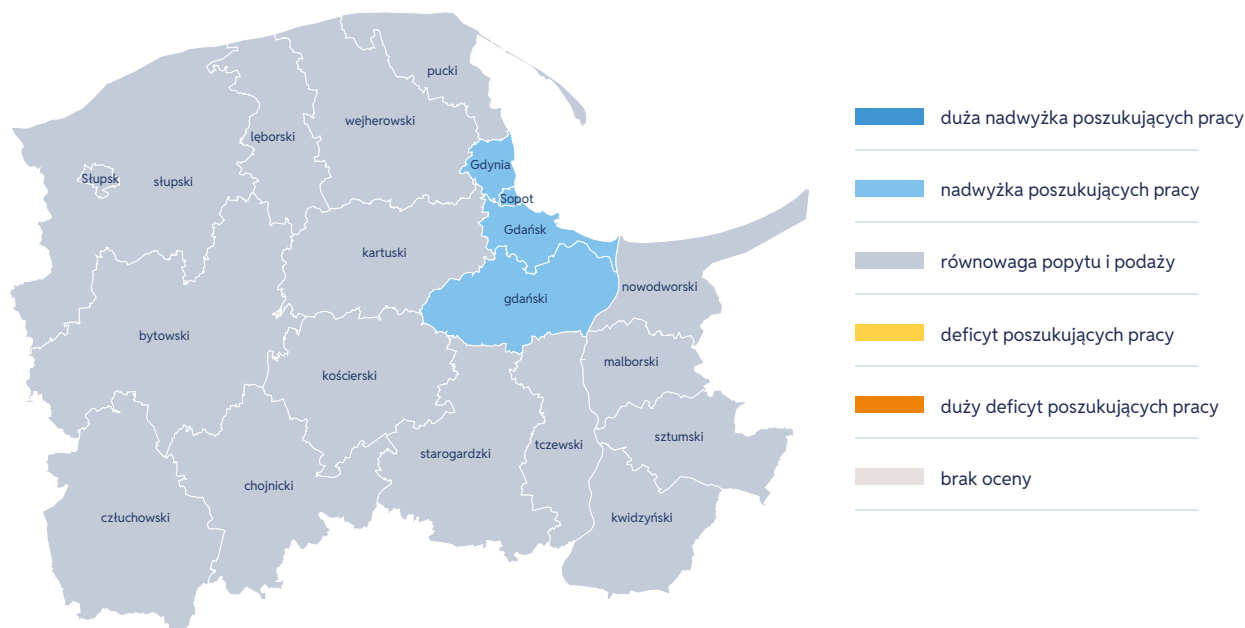 pucki
wejherowski
lęborski
Gdynia
Słupsk
słupski
Sopot
Gdańsk
kartuski
nowodworski
gdański
bytowski
malborski
kościerski
sztumski
tczewski
starogardzki
chojnicki
człuchowski
kwidzyński
duża nadwyżka poszukujących pracy
nadwyżka poszukujących pracy
równowaga popytu i podaży
deficyt poszukujących pracy
duży deficyt poszukujących pracy
brak oceny